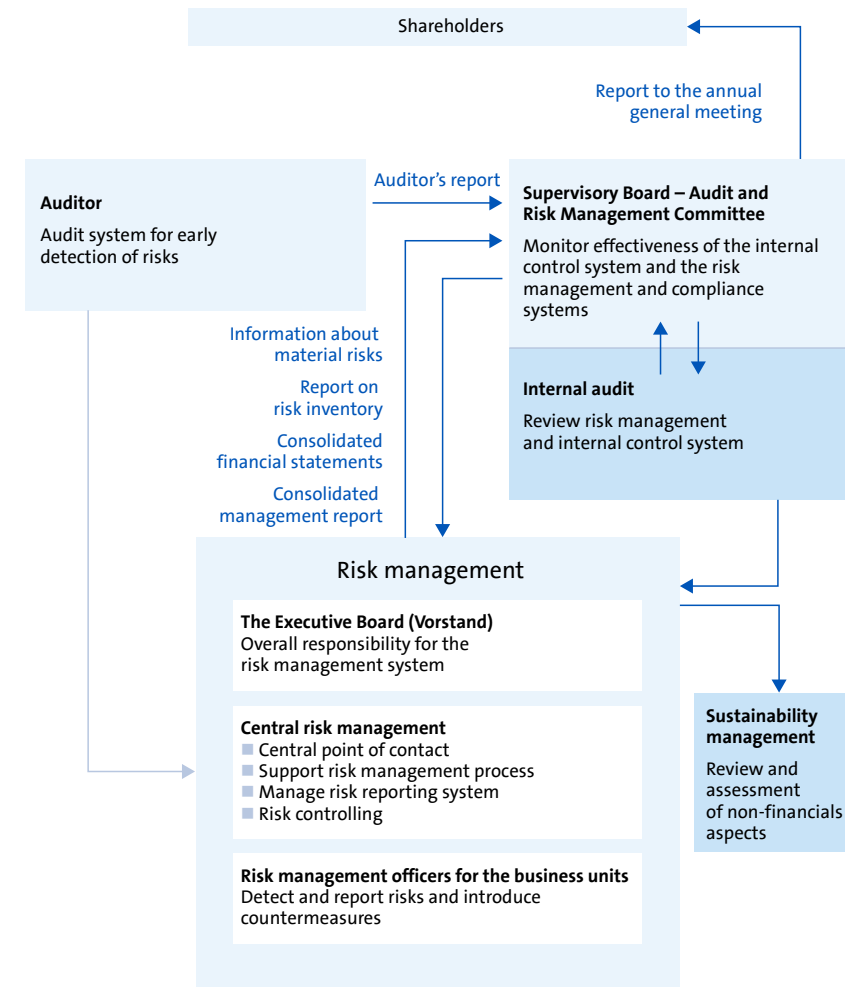 Shareholders
Report to the annual
general meeting
Auditor
Audit system for early
detection of risks
Auditor's report
Supervisory Board – Audit and
Risk Management Committee
Monitor effectiveness of the internal
control system and the risk
management and compliance
systems
Internal audit
Review risk management
and internal control system
Information about
material risks
Report on
risk inventory
Consolidated
financial statements
Consolidated
management report
Risk management
The Executive Board (Vorstand)
Overall responsibility for the
risk management system
Central risk management
Central point of contact
Support risk management process
Manage risk reporting system
Risk controlling
Risk management officers for the business units
Detect and report risks and introduce
countermeasures
Sustainability
management
Review and
assessment
of non-financials
aspects